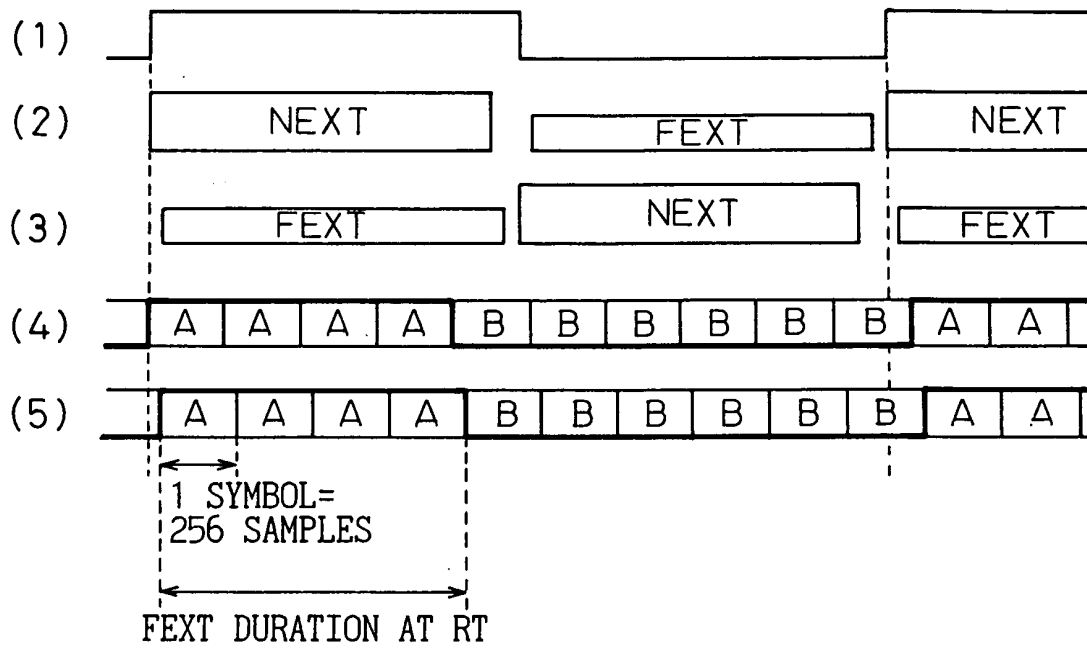 (1)
(2) NEXT FEXT NEXT
(3) FEXT NEXT FEXT
(4) A A A A B B B B B B A A
(5) A A A A B B B B B B A A
1 SYMBOL=
256 SAMPLES
FEXT DURATION AT RT